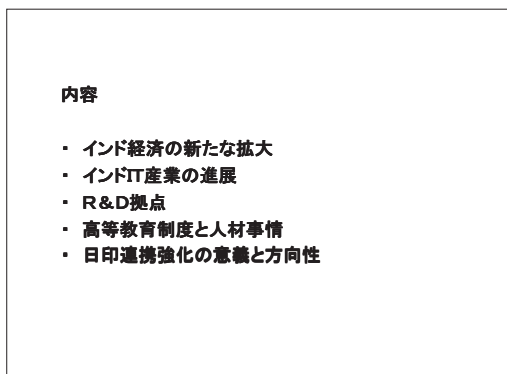 内容
・ インド経済の新たな拡大
・ インドIT産業の進展
・ R＆D拠点
・ 高等教育制度と人材事情
・ 日印連携強化の意義と方向性